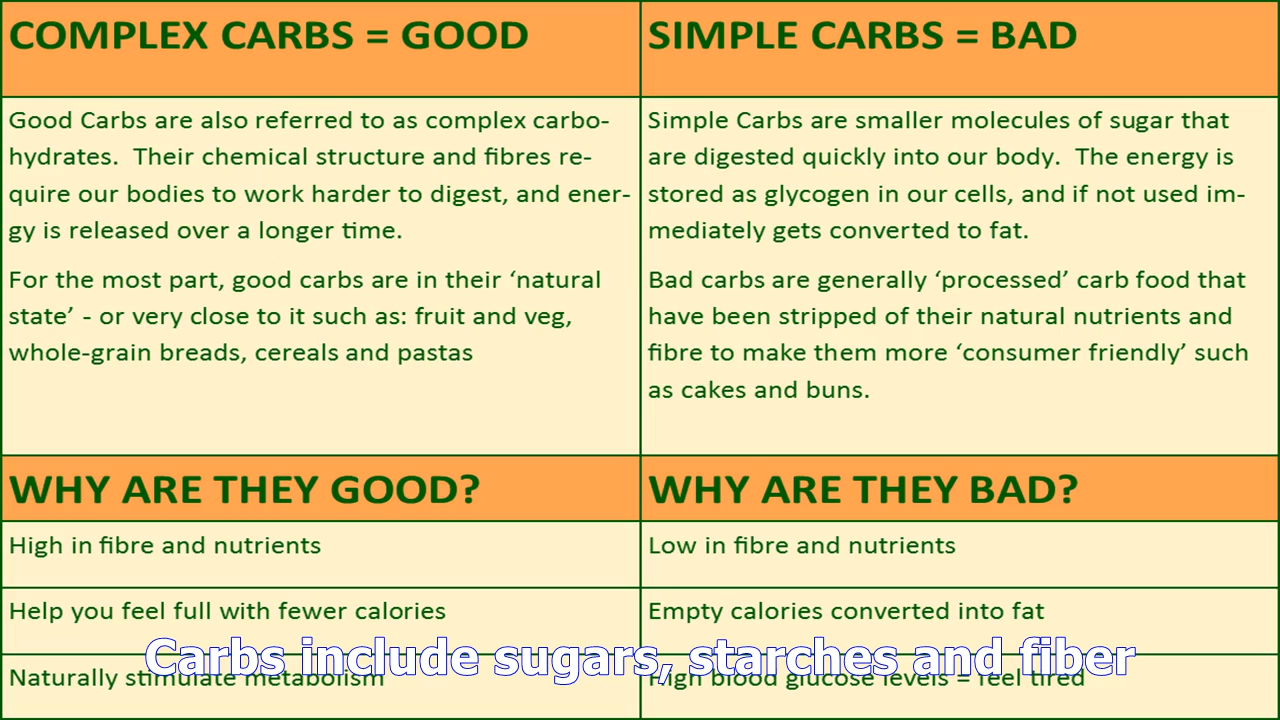 COMPLEX CARBS = GOOD
Good Carbs are also referred to as complex carbo-
hydrates.  Their chemical structure and fibres re-
quire our bodies to work harder to digest, and ener-
gy is released over a longer time.
For the most part, good carbs are in their ‘natural
state’ - or very close to it such as: fruit and veg,
whole-grain breads, cereals and pastas
SIMPLE CARBS = BAD
Simple Carbs are smaller molecules of sugar that
are digested quickly into our body.  The energy is
stored as glycogen in our cells, and if not used im-
mediately gets converted to fat.
Bad carbs are generally ‘processed’ carb food that
have been stripped of their natural nutrients and
fibre to make them more ‘consumer friendly’ such
as cakes and buns.
WHY ARE THEY GOOD?
WHY ARE THEY BAD?
High in fibre and nutrients
Low in fibre and nutrients
Help you feel full with fewer calories
Empty calories converted into fat
Carbs include sugars, starches and fiber
Naturally stimulate metabolism
High blood glucose levels = feel tired